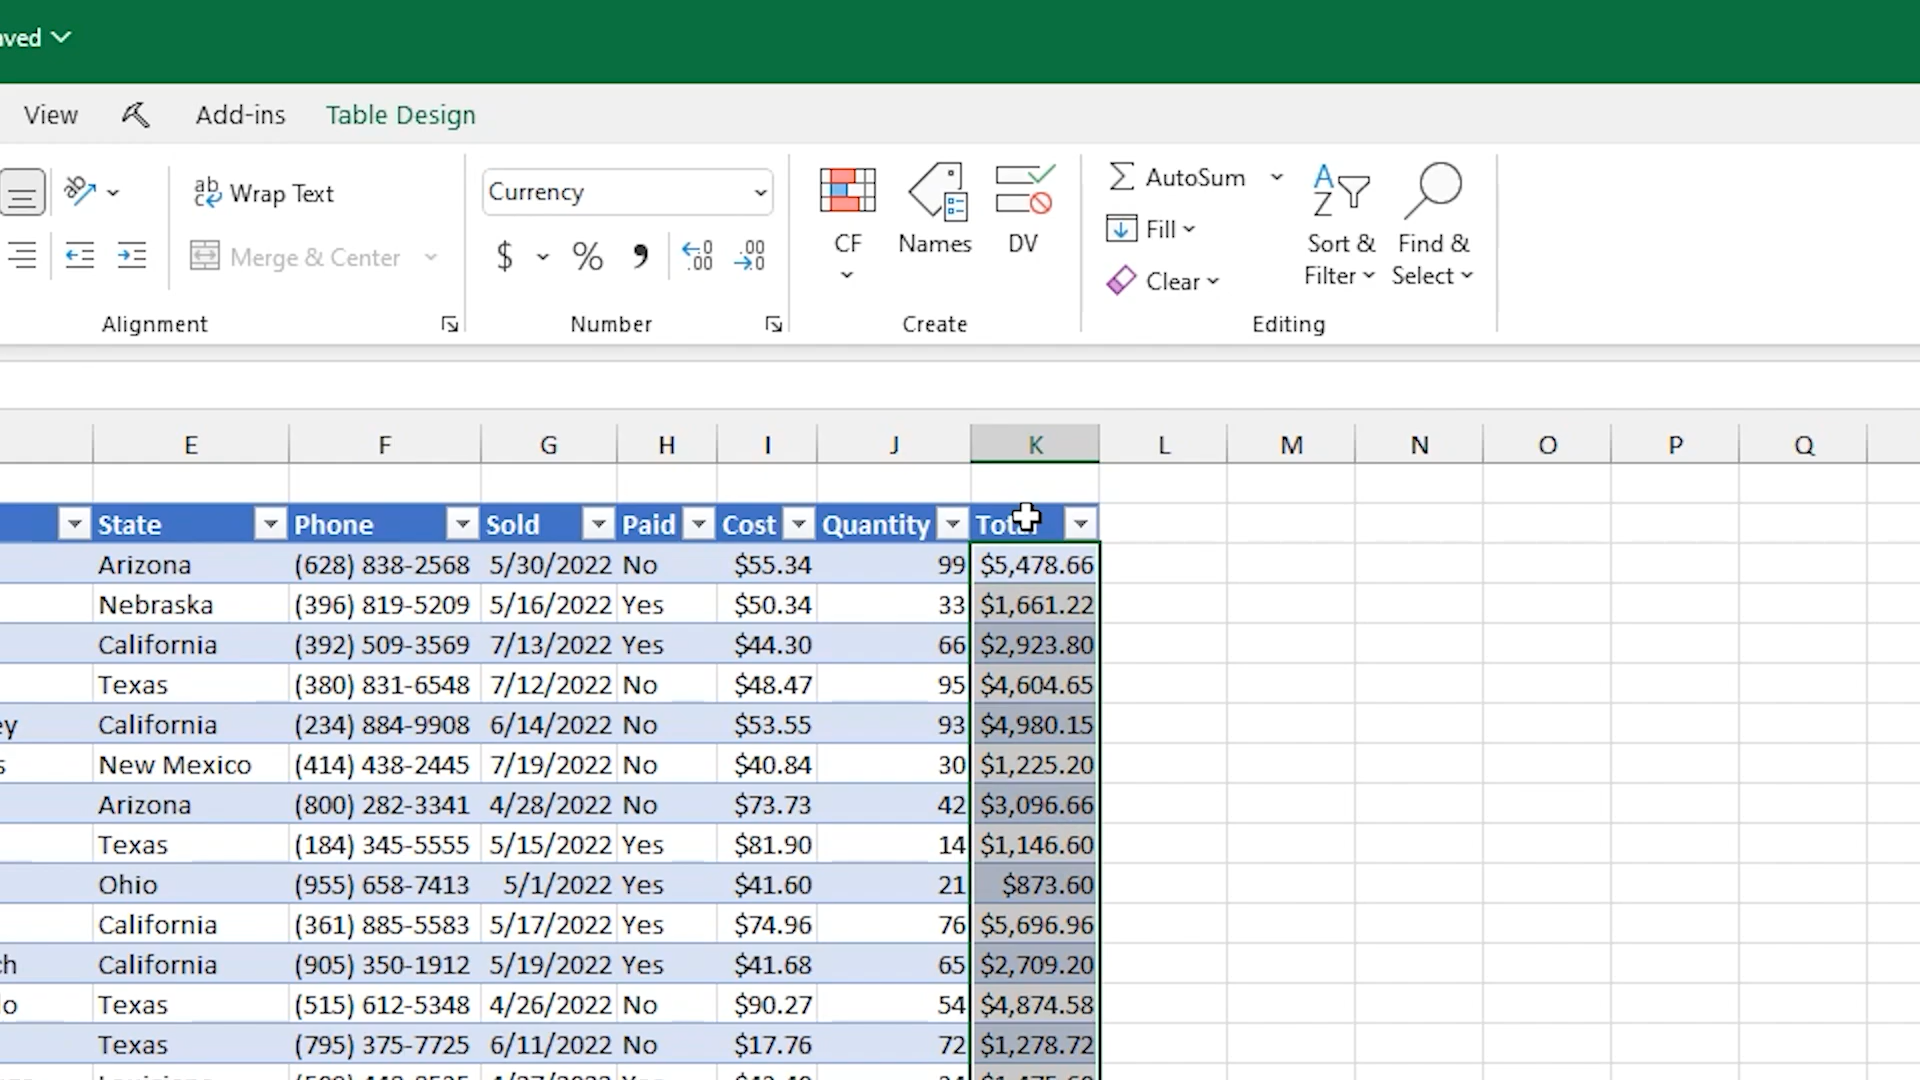 aved
View Add-ins Table Design
Wrap Text Currency AutoSum
Merge & Center $ % CF Names DV Fill Sort & Filter Find & Select
Clear
Alignment Number Create Editing
E F G H I J K L M N O P Q
State Phone Sold Paid Cost Quantity Total
Arizona (628) 838-2568 5/30/2022 No $55.34 99 $5,478.66
Nebraska (396) 819-5209 5/16/2022 Yes $50.34 33 $1,661.22
California (392) 509-3569 7/13/2022 Yes $44.30 66 $2,923.80
Texas (380) 831-6548 7/12/2022 No $48.47 95 $4,604.65
ey California (234) 884-9908 6/14/2022 No $53.55 93 $4,980.15
s New Mexico (414) 438-2445 7/19/2022 No $40.84 30 $1,225.20
Arizona (800) 282-3341 4/28/2022 No $73.73 42 $3,096.66
Texas (184) 345-5555 5/15/2022 Yes $81.90 14 $1,146.60
Ohio (955) 658-7413 5/1/2022 Yes $41.60 21 $873.60
California (361) 885-5583 5/17/2022 Yes $74.96 76 $5,696.96
ch California (905) 350-1912 5/19/2022 Yes $41.68 65 $2,709.20
lo Texas (515) 612-5348 4/26/2022 No $90.27 54 $4,874.58
Texas (795) 375-7725 6/11/2022 No $17.76 72 $1,278.72